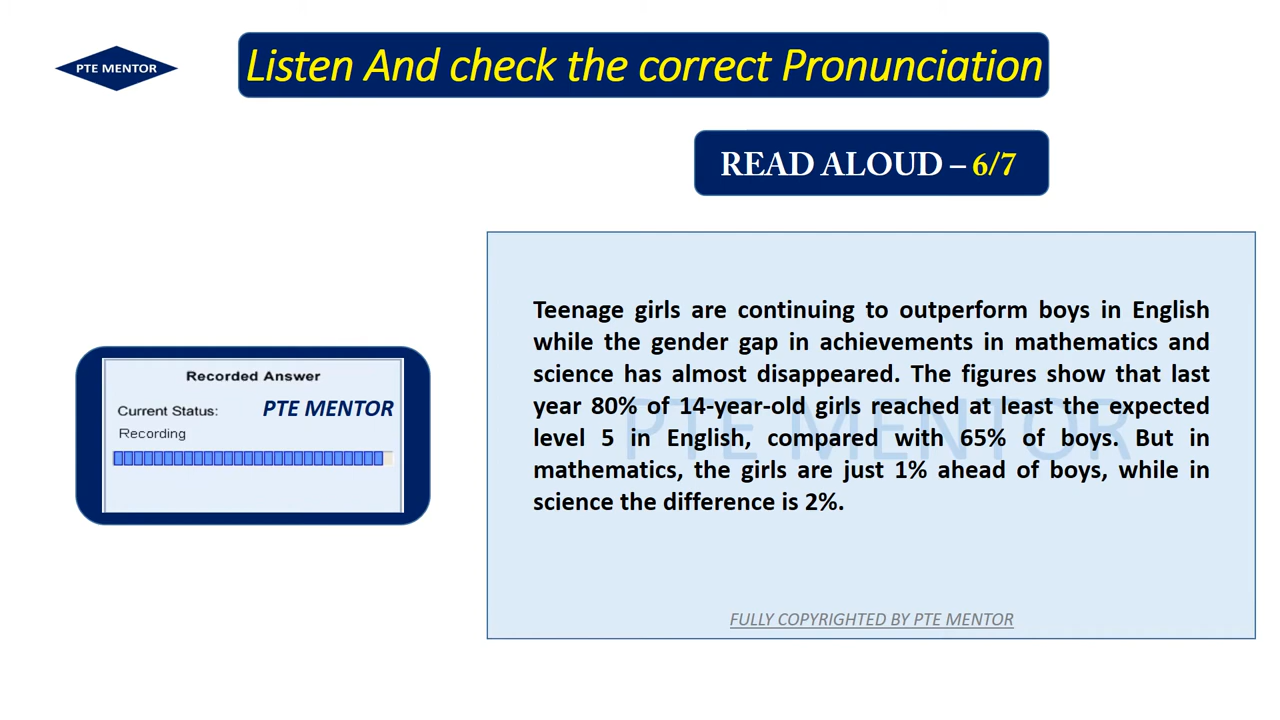 PTE MENTOR
Listen And check the correct Pronunciation
READ ALOUD – 6/7
Recorded Answer
Current Status: PTE MENTOR
Recording
Teenage girls are continuing to outperform boys in English
while the gender gap in achievements in mathematics and
science has almost disappeared. The figures show that last
year 80% of 14-year-old girls reached at least the expected
level 5 in English, compared with 65% of boys. But in
mathematics, the girls are just 1% ahead of boys, while in
science the difference is 2%.
PTE MENTOR
FULLY COPYRIGHTED BY PTE MENTOR